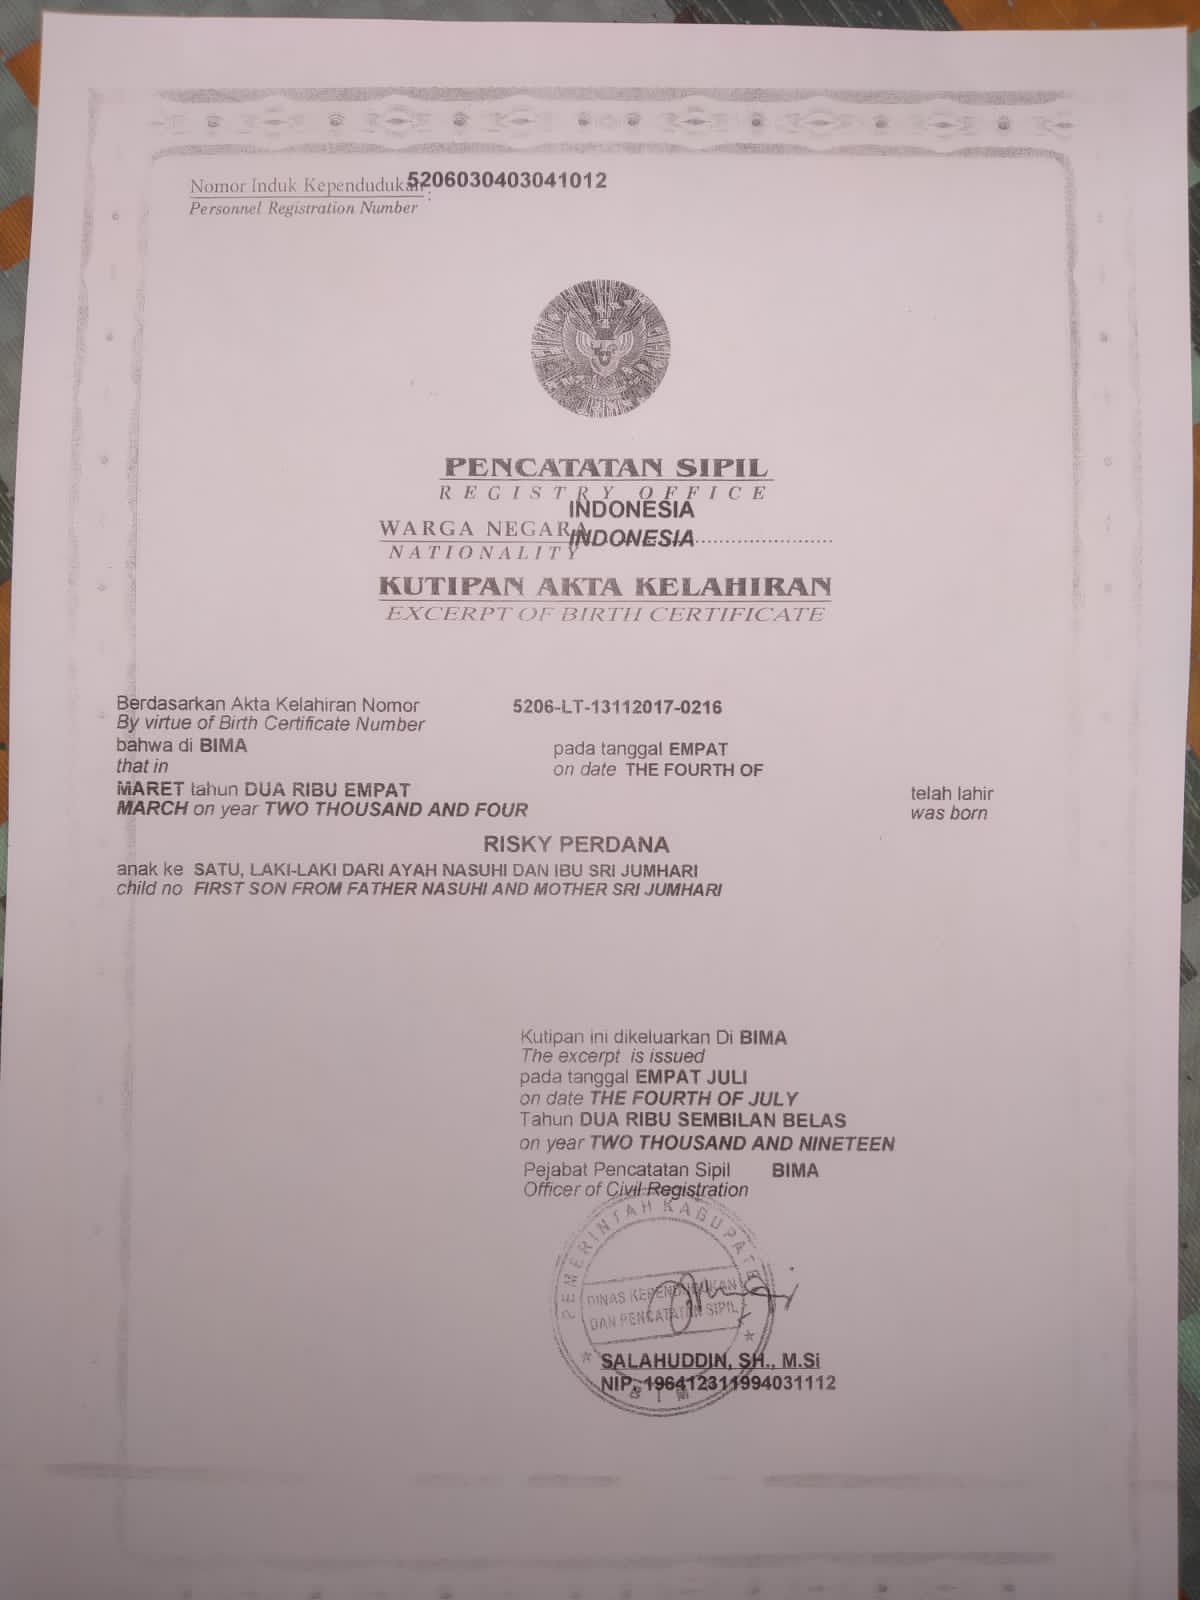 Nomor Induk Kependudukan 5206030403041012
Personnel Registration Number :
PENCATATAN SIPIL
REGISTRY OFFICE
INDONESIA
WARGA NEGARA INDONESIA
NATIONALITY
KUTIPAN AKTA KELAHIRAN
EXCERPT OF BIRTH CERTIFICATE
Berdasarkan Akta Kelahiran Nomor 5206-LT-13112017-0216
By virtue of Birth Certificate Number
bahwa di BIMA pada tanggal EMPAT
that in on date THE FOURTH OF
MARET tahun DUA RIBU EMPAT telah lahir
MARCH on year TWO THOUSAND AND FOUR was born
RISKY PERDANA
anak ke SATU, LAKI-LAKI DARI AYAH NASUHI DAN IBU SRI JUMHARI
child no FIRST SON FROM FATHER NASUHI AND MOTHER SRI JUMHARI
Kutipan ini dikeluarkan Di BIMA
The excerpt is issued
pada tanggal EMPAT JULI
on date THE FOURTH OF JULY
Tahun DUA RIBU SEMBILAN BELAS
on year TWO THOUSAND AND NINETEEN
Pejabat Pencatatan Sipil BIMA
Officer of Civil Registration
PEMERINTAH KABUPATEN
DINAS KEPENDUDUKAN
DAN PENCATATAN SIPIL
SALAHUDDIN, SH., M.Si
NIP. 196412311994031112